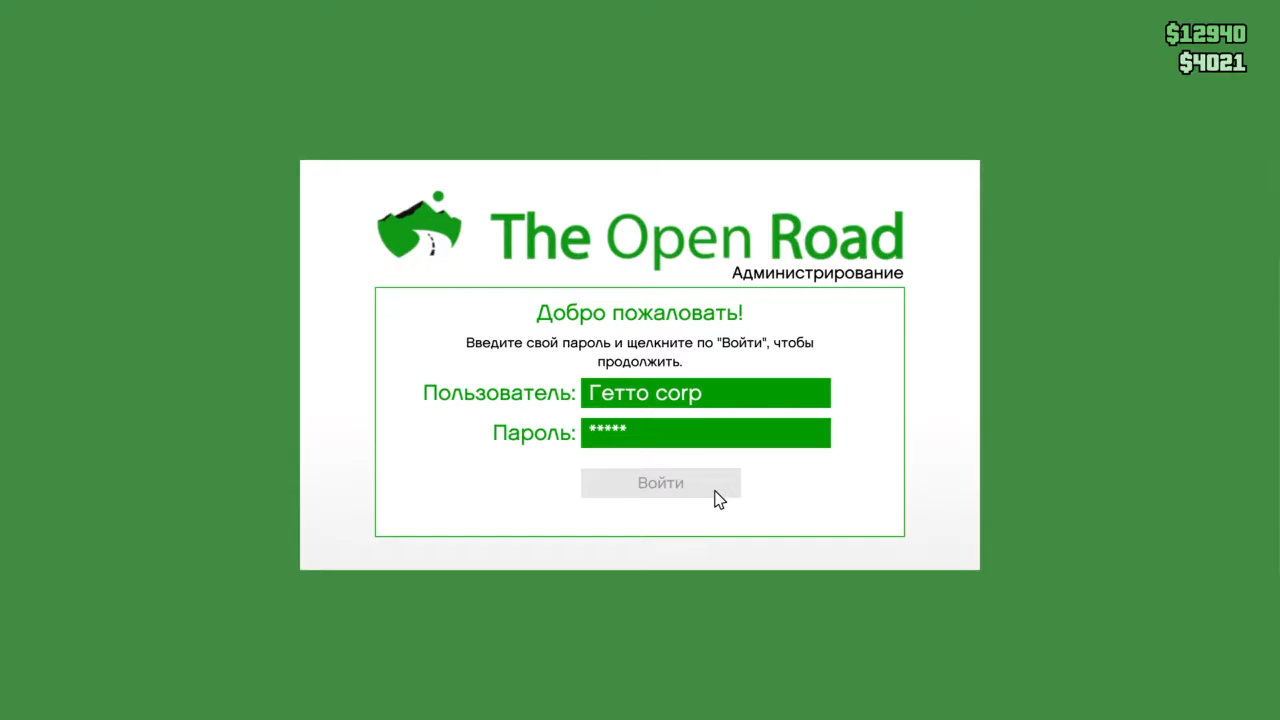 $12940
$4021
The Open Road
Администрирование
Добро пожаловать!
Введите свой пароль и щелкните по "Войти", чтобы
продолжить.
Пользователь: Гетто corp
Пароль: *****
Войти